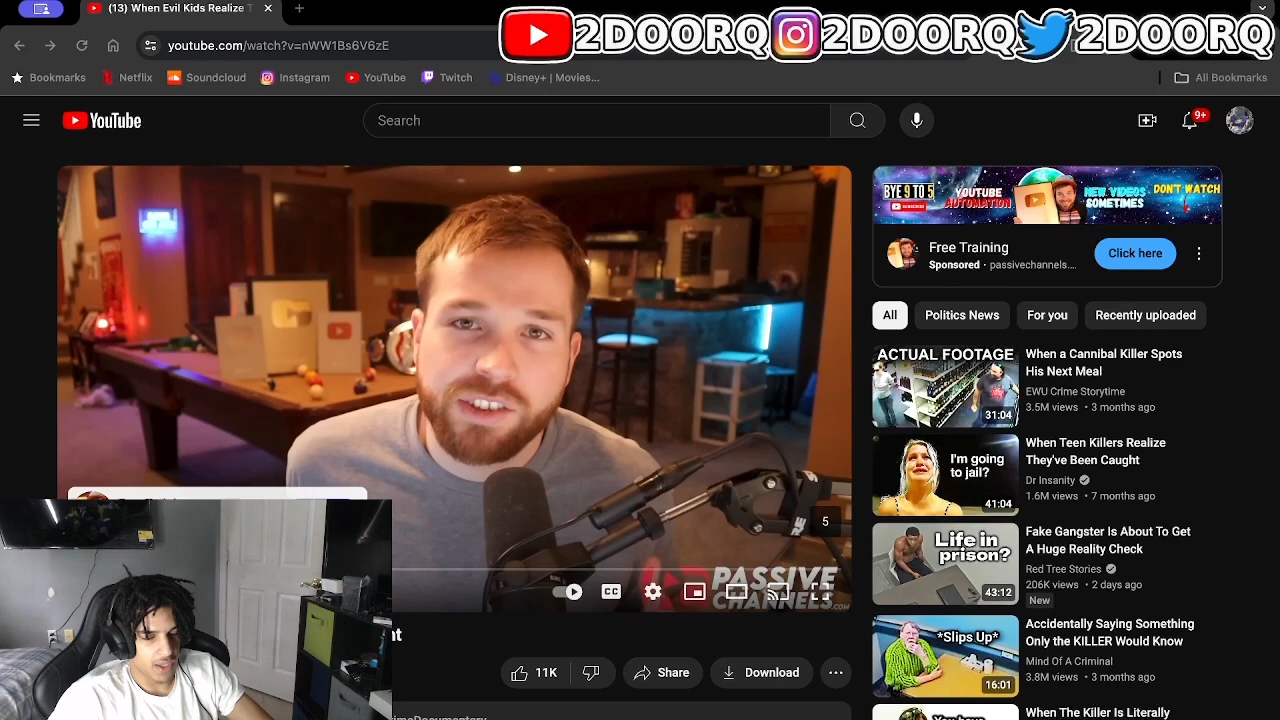 (13) When Evil Kids Realize T
youtube.com/watch?v=nWW1Bs6V6zE
2DOORQ
2DOORQ
2DOORQ
Bookmarks
Netflix
Soundcloud
Instagram
YouTube
Twitch
Disney+ | Movies...
All Bookmarks
YouTube
Search
9+
BYE 9 TO 5
SUBSCRIBE
YOUTUBE
AUTOMATION
NEW VIDEOS
SOMETIMES
DON'T WATCH
Free Training
Sponsored · passivechannels....
Click here
All
Politics News
For you
Recently uploaded
ACTUAL FOOTAGE
31:04
When a Cannibal Killer Spots
His Next Meal
EWU Crime Storytime
3.5M views • 3 months ago
I'm going
to jail?
41:04
When Teen Killers Realize
They've Been Caught
Dr Insanity
1.6M views • 7 months ago
Life in
prison?
43:12
Fake Gangster Is About To Get
A Huge Reality Check
Red Tree Stories
206K views • 2 days ago
New
*Slips Up*
16:01
Accidentally Saying Something
Only the KILLER Would Know
Mind Of A Criminal
3.8M views • 3 months ago
You have
When The Killer Is Literally
5
CC
PASSIVE
CHANNELS.COM
nt
11K
Share
Download